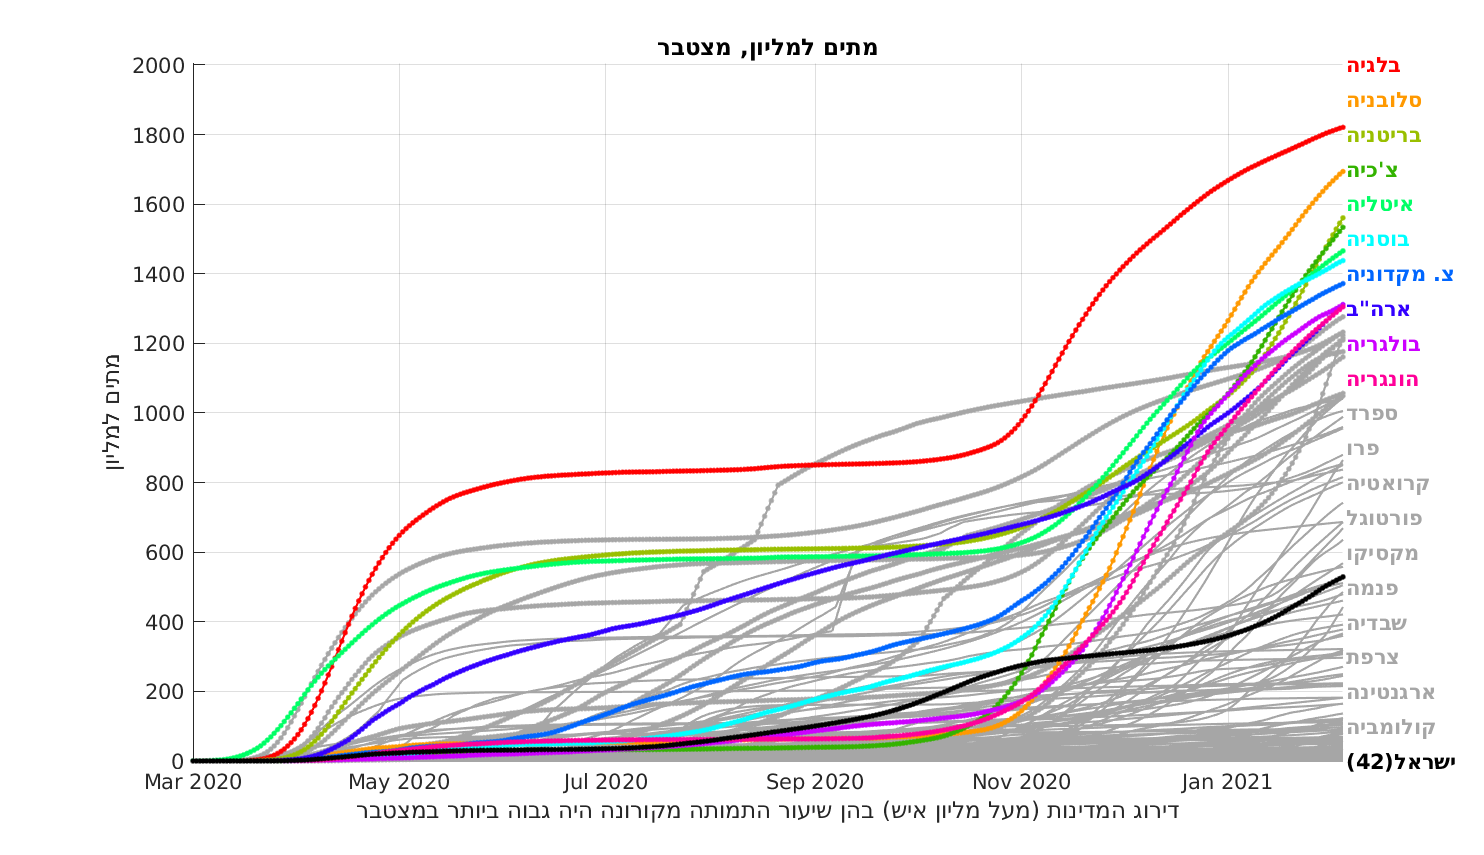 מתים למליון, מצטבר
2000
1800
1600
1400
1200
1000
800
600
400
200
0
מתים למליון
Mar 2020
May 2020
Jul 2020
Sep 2020
Nov 2020
Jan 2021
דירוג המדינות (מעל מליון איש) בהן שיעור התמותה מקורונה היה גבוה ביותר במצטבר
בלגיה
סלובניה
בריטניה
צ'כיה
איטליה
בוסניה
צ. מקדוניה
ארה"ב
בולגריה
הונגריה
ספרד
פרו
קרואטיה
פורטוגל
מקסיקו
פנמה
שבדיה
צרפת
ארגנטינה
קולומביה
ישראל(42)